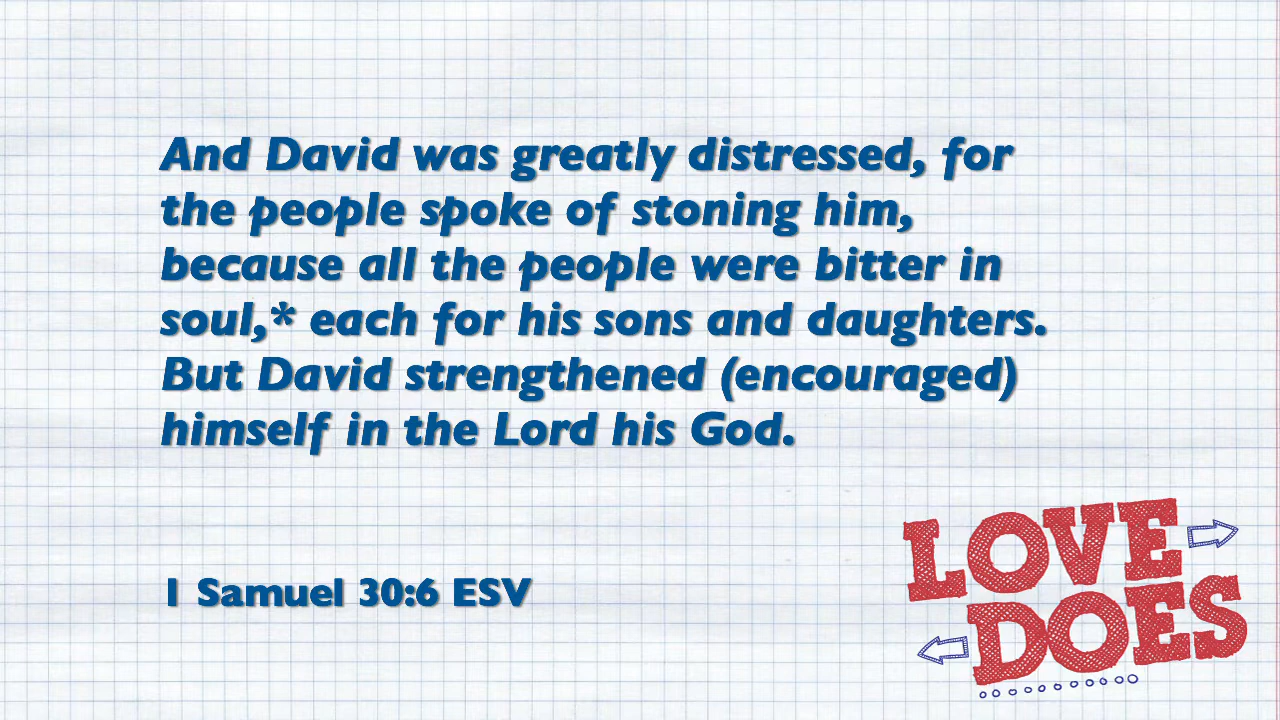 And David was greatly distressed, for
the people spoke of stoning him,
because all the people were bitter in
soul,* each for his sons and daughters.
But David strengthened (encouraged)
himself in the Lord his God.
1 Samuel 30:6 ESV
LOVE
DOES